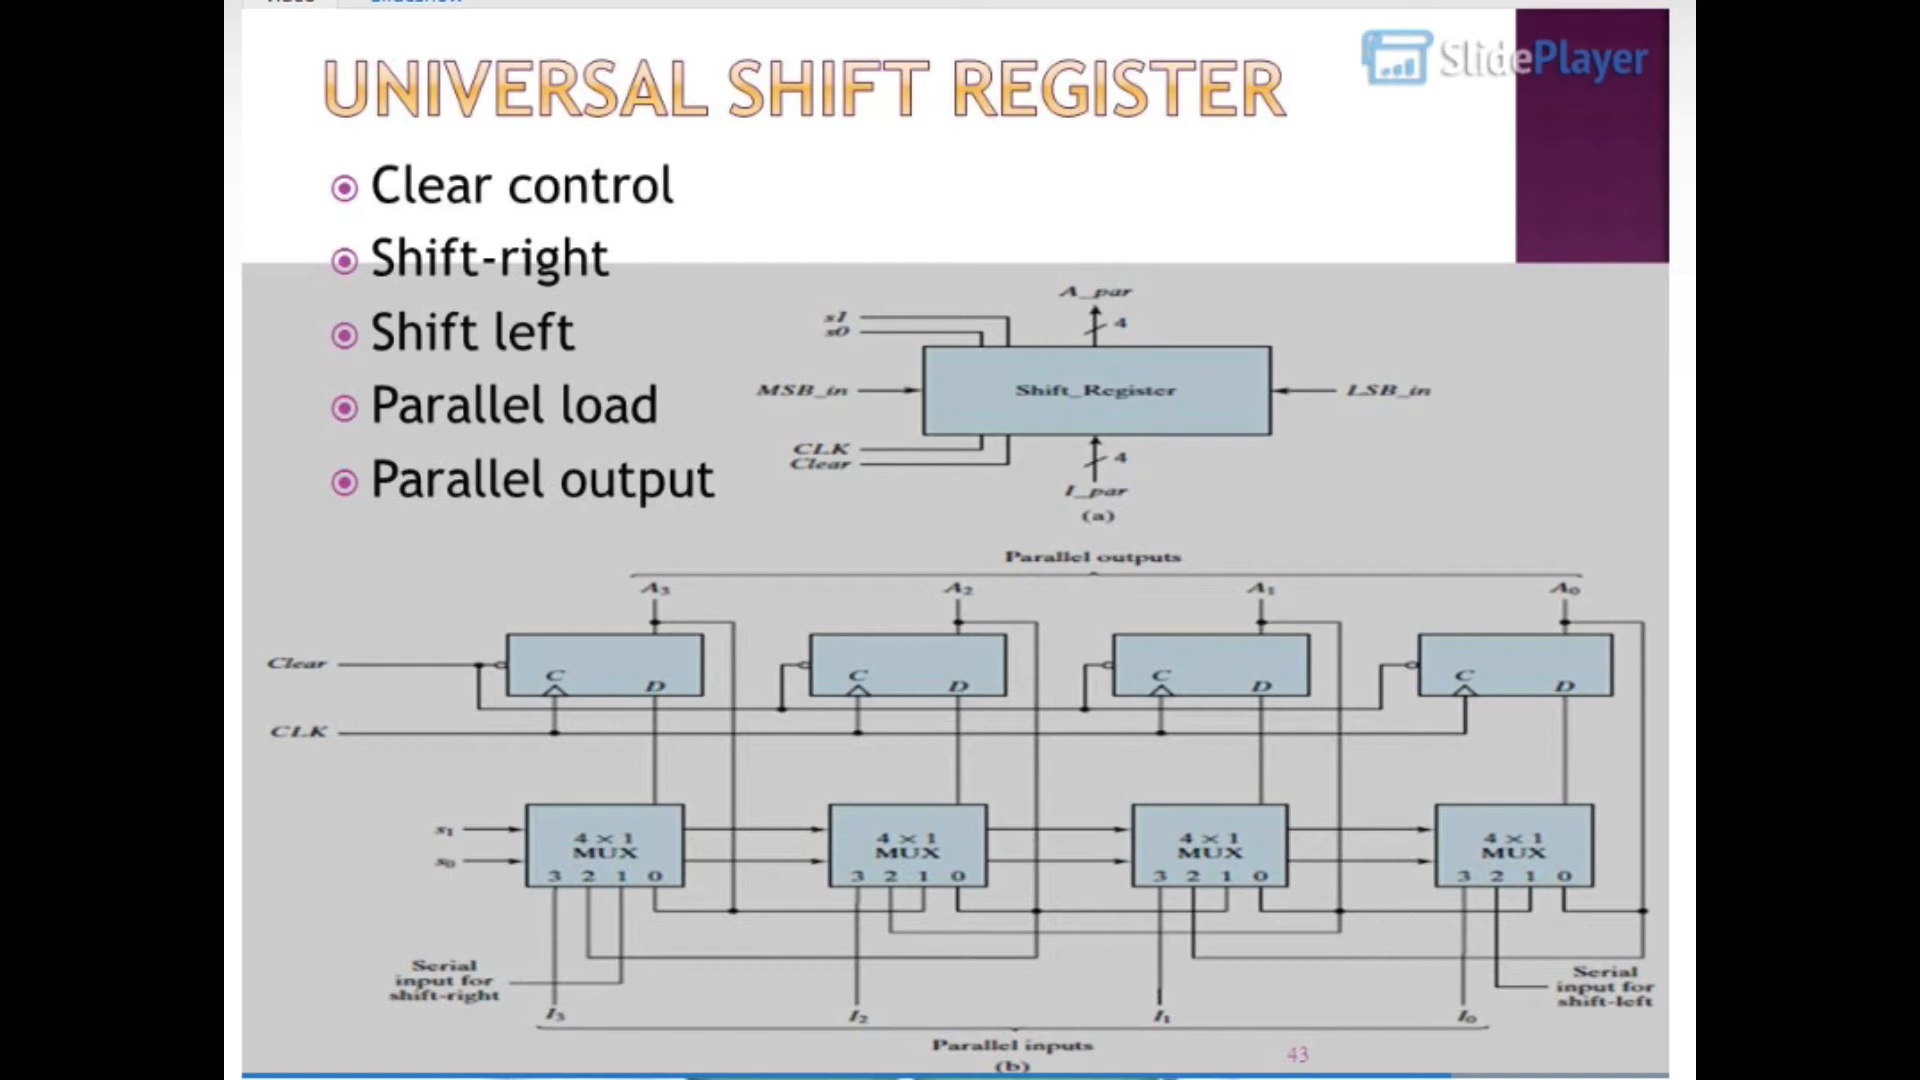 UNIVERSAL SHIFT REGISTER
SlidePlayer
Clear control
Shift-right
Shift left
Parallel load
Parallel output
A_par
4
s1
s0
MSB_in
Shift_Register
LSB_in
CLK
Clear
4
I_par
(a)
Parallel outputs
A3 A2 A1 A0
Clear
C D C D C D C D
CLK
s1
s0
4 × 1 4 × 1 4 × 1 4 × 1
MUX MUX MUX MUX
3 2 1 0 3 2 1 0 3 2 1 0 3 2 1 0
Serial
input for
shift-right
Serial
input for
shift-left
I3 I2 I1 I0
Parallel inputs
43
(b)